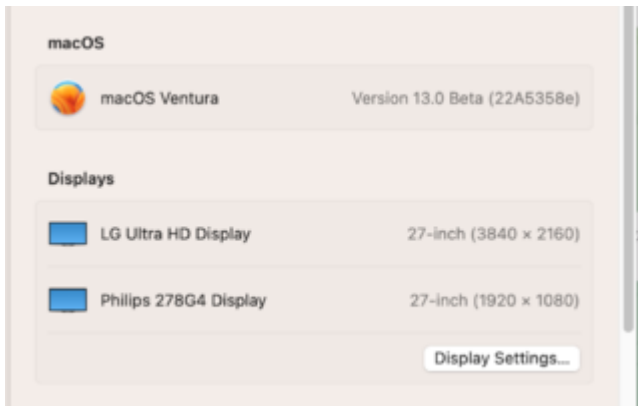 macOS
macOS Ventura Version 13.0 Beta (22A5358e)
Displays
LG Ultra HD Display 27-inch (3840 × 2160)
Philips 278G4 Display 27-inch (1920 × 1080)
Display Settings...